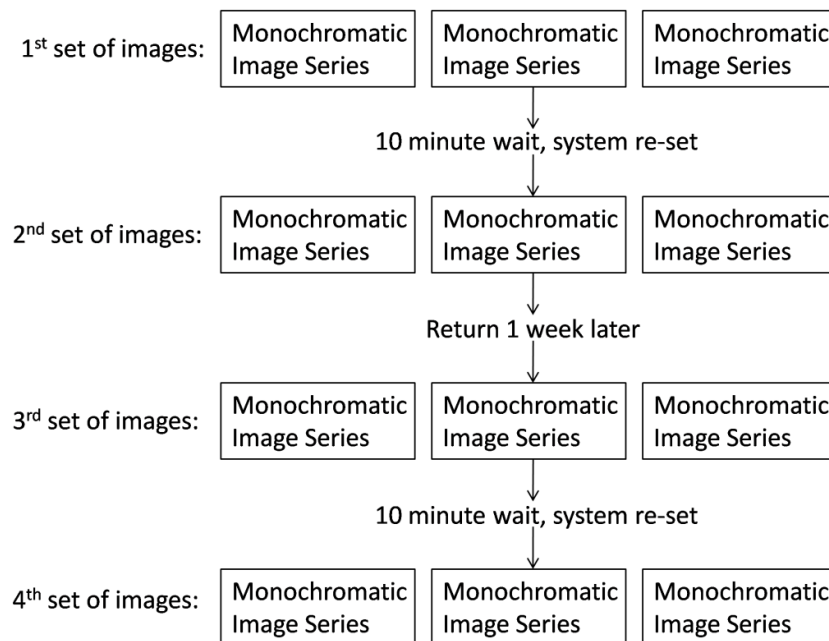 1st set of images:
Monochromatic Image Series
Monochromatic Image Series
Monochromatic Image Series
10 minute wait, system re-set
2nd set of images:
Monochromatic Image Series
Monochromatic Image Series
Monochromatic Image Series
Return 1 week later
3rd set of images:
Monochromatic Image Series
Monochromatic Image Series
Monochromatic Image Series
10 minute wait, system re-set
4th set of images:
Monochromatic Image Series
Monochromatic Image Series
Monochromatic Image Series